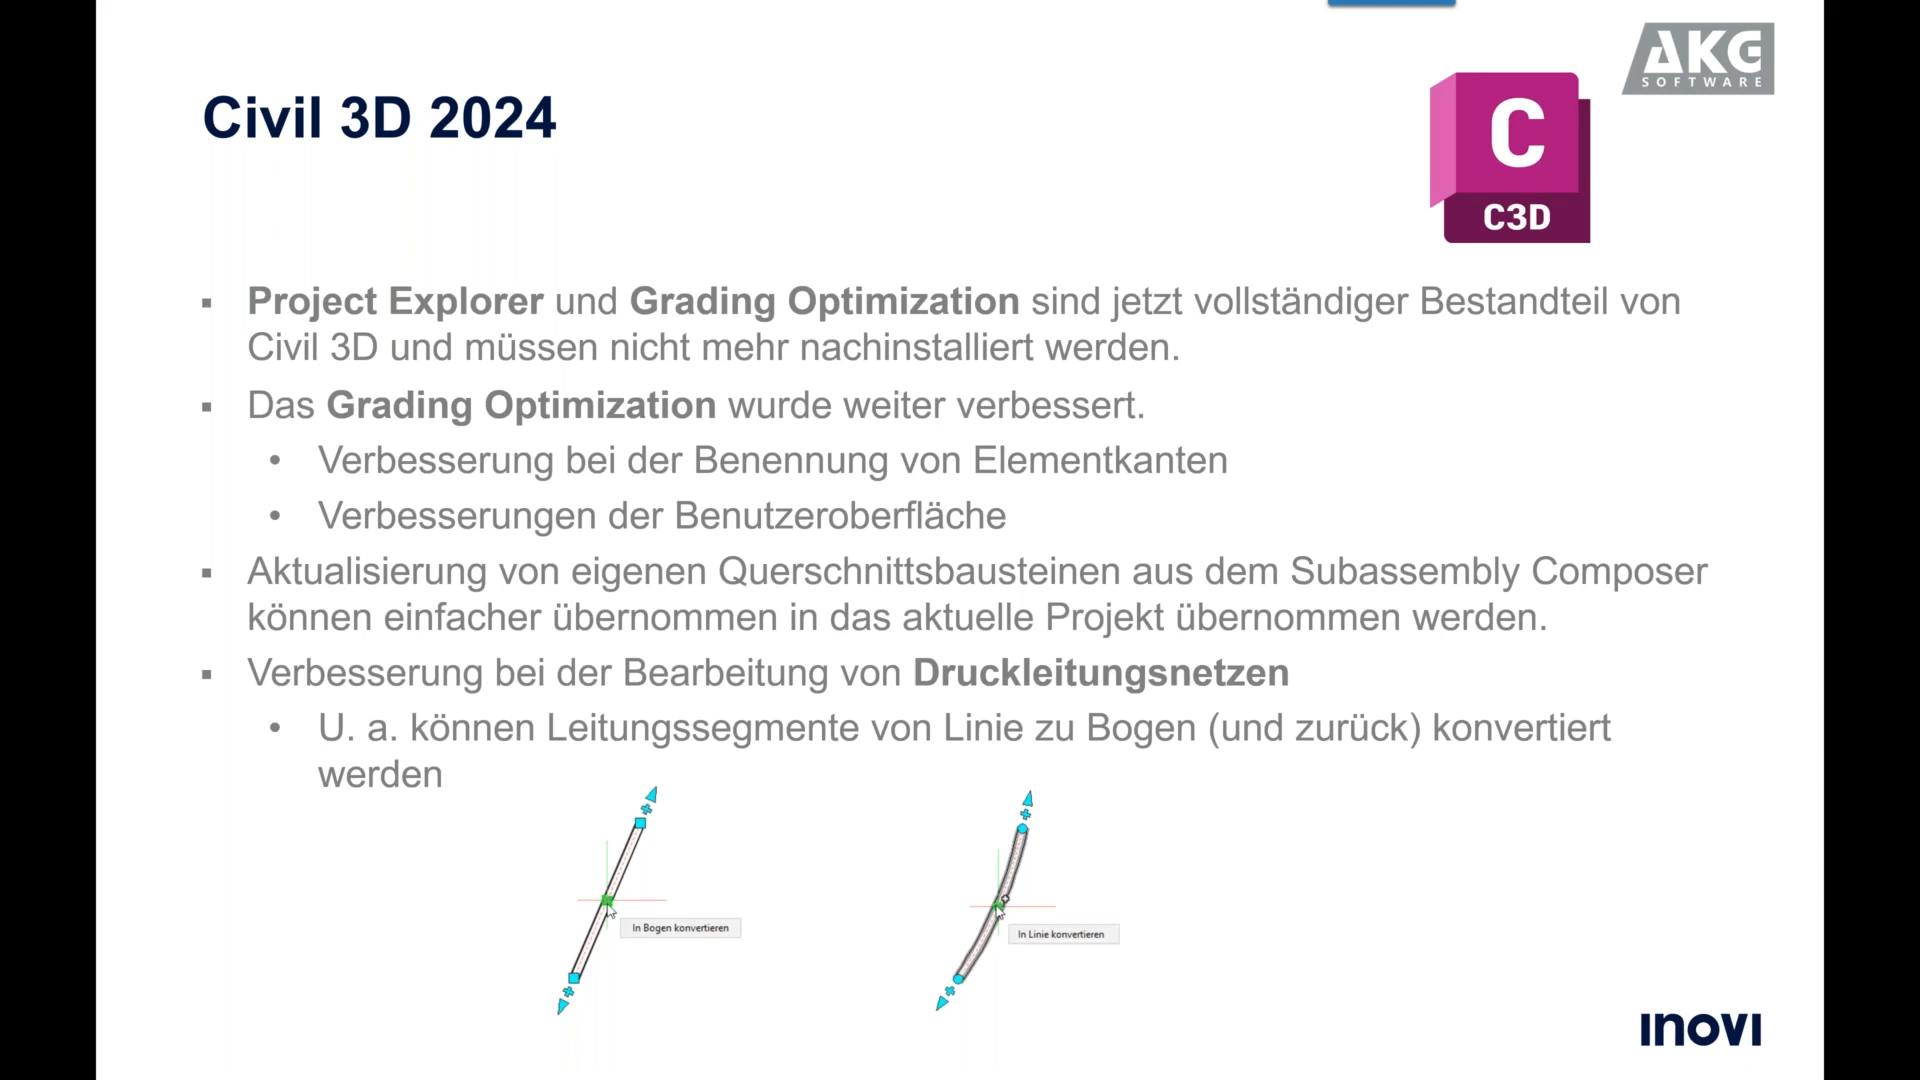 AKG
SOFTWARE
Civil 3D 2024
C
C3D
▪ Project Explorer und Grading Optimization sind jetzt vollständiger Bestandteil von
Civil 3D und müssen nicht mehr nachinstalliert werden.
▪ Das Grading Optimization wurde weiter verbessert.
• Verbesserung bei der Benennung von Elementkanten
• Verbesserungen der Benutzeroberfläche
▪ Aktualisierung von eigenen Querschnittsbausteinen aus dem Subassembly Composer
können einfacher übernommen in das aktuelle Projekt übernommen werden.
▪ Verbesserung bei der Bearbeitung von Druckleitungsnetzen
• U. a. können Leitungssegmente von Linie zu Bogen (und zurück) konvertiert
werden
In Bogen konvertieren
In Linie konvertieren
INOVI